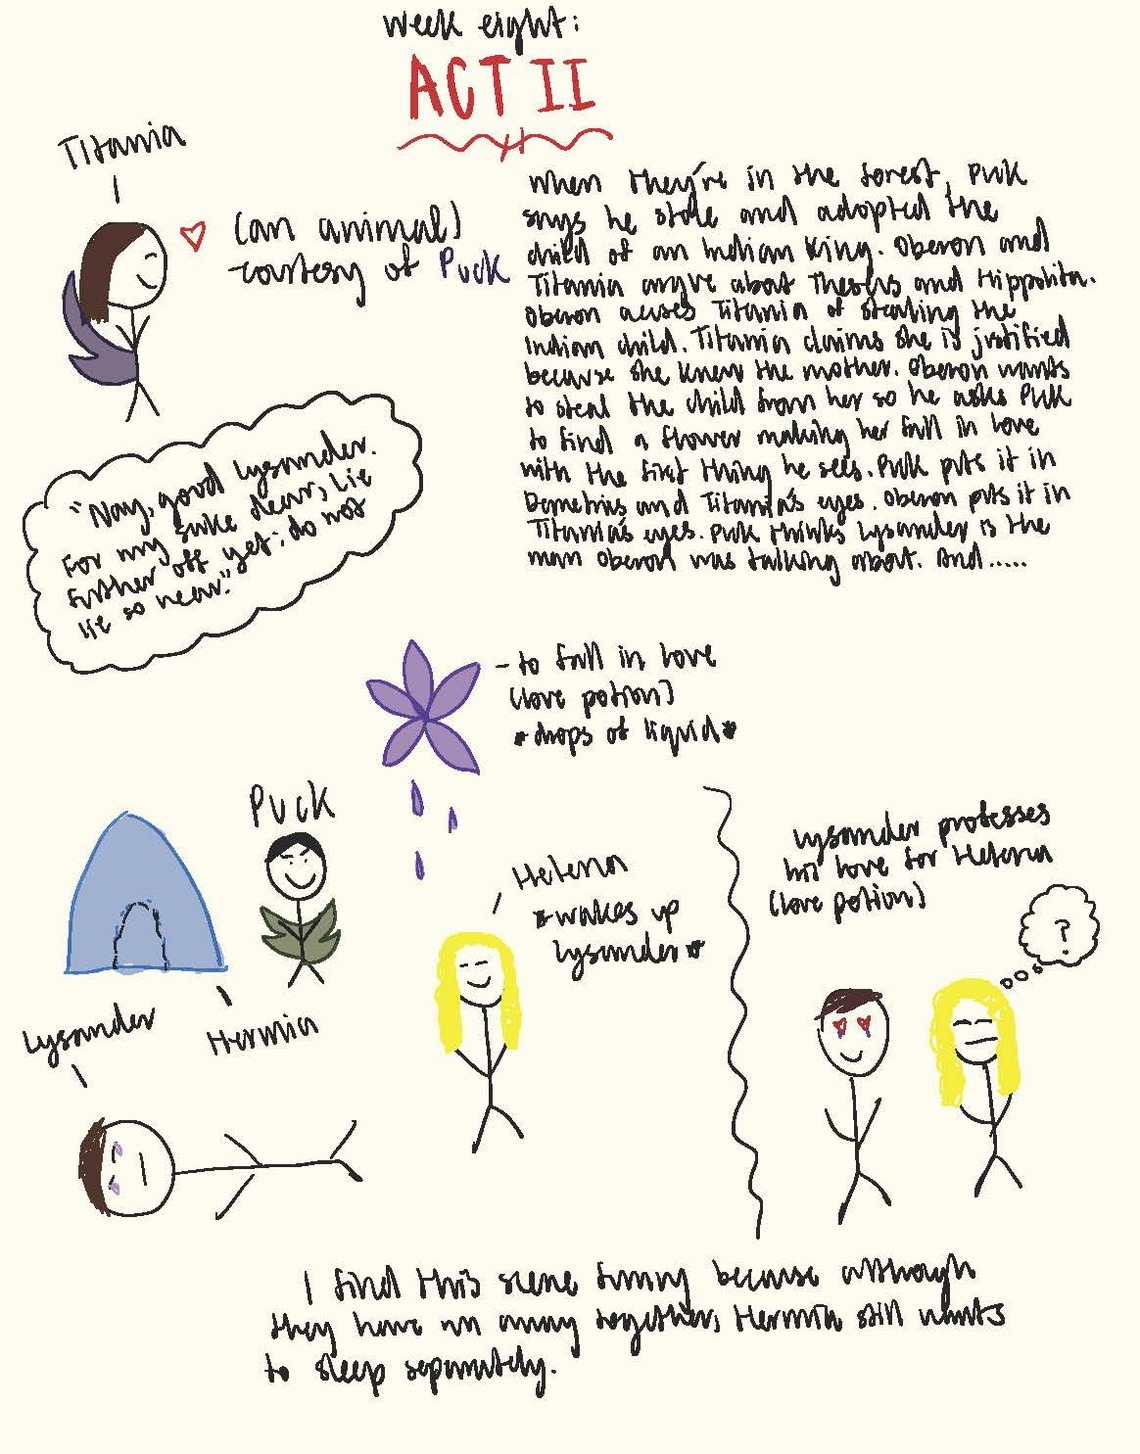 week eight:
ACT II
Titania
(an animal)
courtesy of Puck
When they're in the forest, Puck
says he stole and adopted the
child of an Indian King. Oberon and
Titania argue about Theseus and Hippolita.
Oberon acuses Titania of stealing the
Indian child. Titania claims she is justified
because she knew the mother. Oberon wants
to steal the child from her so he asks Puck
to find a flower making her fall in love
with the first thing he sees. Puck puts it in
Demetrius and Titania's eyes. Oberon puts it in
Titania's eyes. Puck thinks Lysander is the
man Oberon was talking about. And.....
"Nay, good Lysander.
For my sake dear, Lie
further off yet; do not
lie so near."
- to fall in love
(love potion)
*drops of liquid*
Puck
Helena
*wakes up
Lysander*
Lysander professes
his love for Helena
(love potion)
?
Lysander
Hermia
I find this scene funny because although
they have run away together, Hermia still wants
to sleep separately.